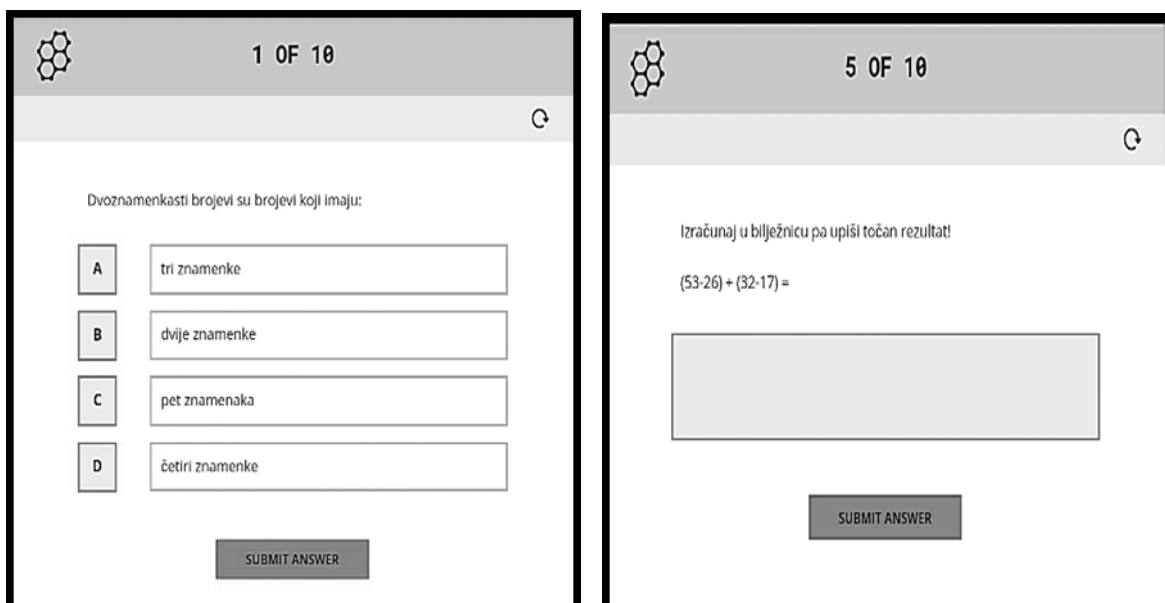 1 OF 10
Dvoznamenkasti brojevi su brojevi koji imaju:
A tri znamenke
B dvije znamenke
C pet znamenaka
D četiri znamenke
SUBMIT ANSWER
5 OF 10
Izračunaj u bilježnicu pa upiši točan rezultat!
(53-26) + (32-17) =
SUBMIT ANSWER